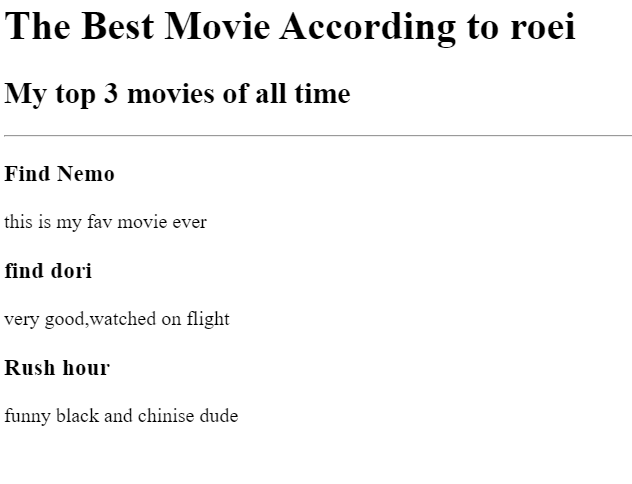 The Best Movie According to roei
My top 3 movies of all time
Find Nemo
this is my fav movie ever
find dori
very good,watched on flight
Rush hour
funny black and chinise dude